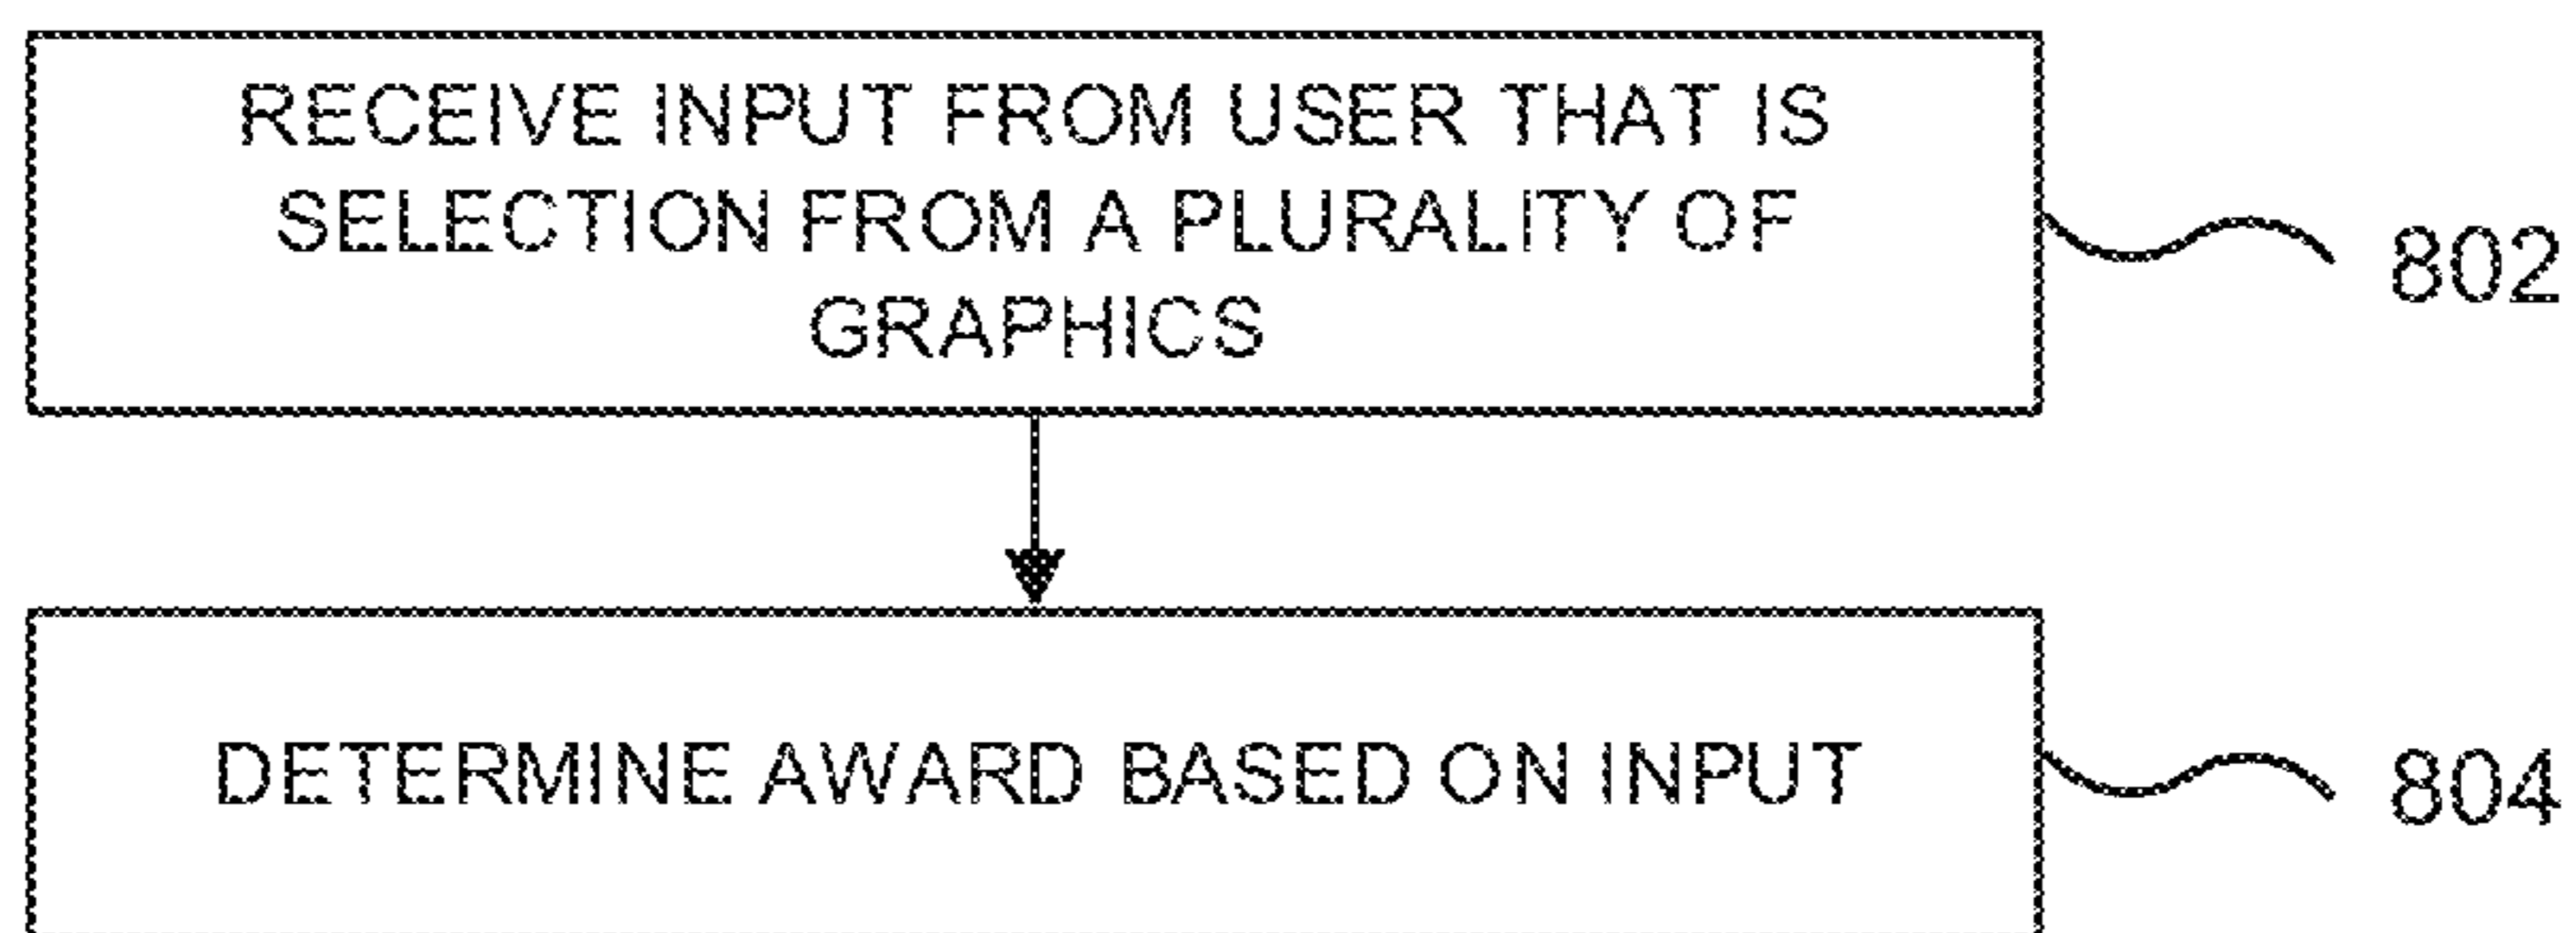 RECEIVE INPUT FROM USER THAT IS
SELECTION FROM A PLURALITY OF
GRAPHICS
802
DETERMINE AWARD BASED ON INPUT
804